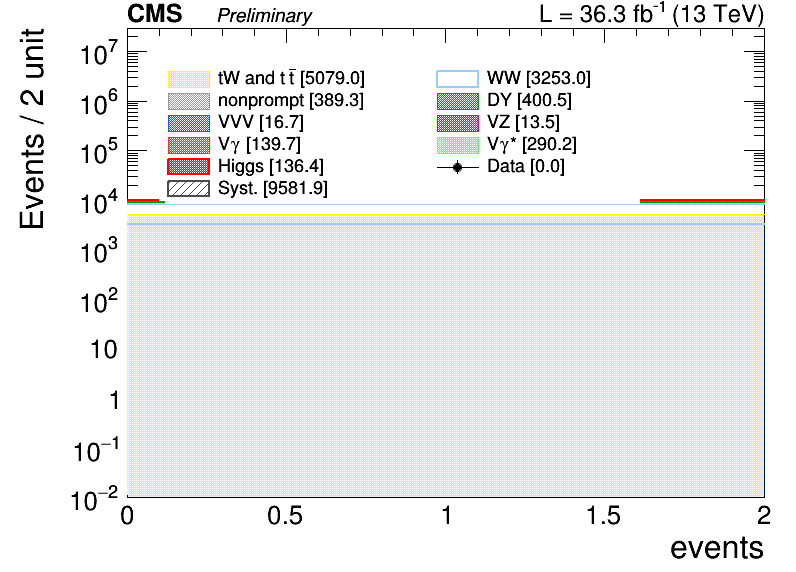 CMS Preliminary L = 36.3 fb⁻¹ (13 TeV)
Events / 2 unit
10⁷
10⁶
10⁵
10⁴
10³
10²
10
1
10⁻¹
10⁻²
tW and t t̄ [5079.0]
nonprompt [389.3]
VVV [16.7]
Vγ [139.7]
Higgs [136.4]
Syst. [9581.9]
WW [3253.0]
DY [400.5]
VZ [13.5]
Vγ* [290.2]
Data [0.0]
0 0.5 1 1.5 2
events